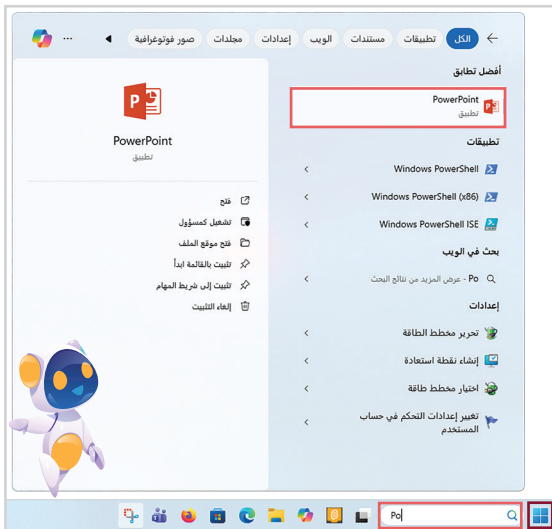 الكل تطبيقات مستندات الويب إعدادات مجلدات صور فوتوغرافية ...
أفضل تطابق
PowerPoint
تطبيق
تطبيقات
Windows PowerShell
Windows PowerShell (x86)
Windows PowerShell ISE
بحث في الويب
Po - عرض المزيد من نتائج البحث
إعدادات
تحرير مخطط الطاقة
إنشاء نقطة استعادة
اختيار مخطط طاقة
تغيير إعدادات التحكم في حساب
المستخدم
P
PowerPoint
تطبيق
فتح
تشغيل كمسؤول
فتح موقع الملف
تثبيت بالقائمة ابدأ
تثبيت إلى شريط المهام
إلغاء التثبيت
Po